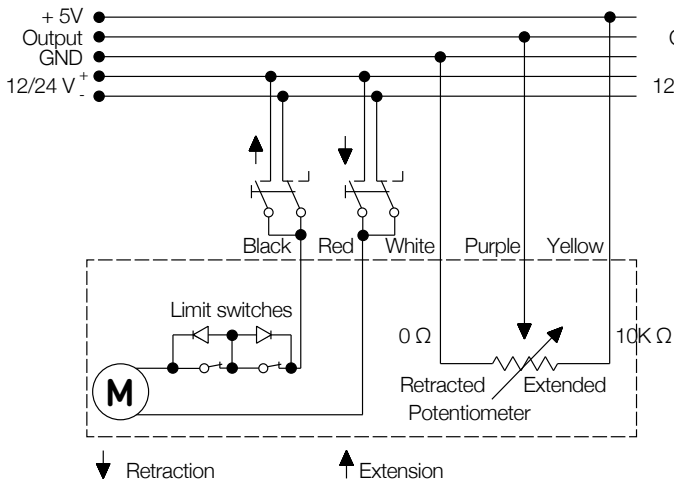 + 5V
Output
GND
12/24 V +
-
12
Black Red White Purple Yellow
Limit switches
0 Ω 10K Ω
M
Retracted Extended
Potentiometer
Retraction Extension